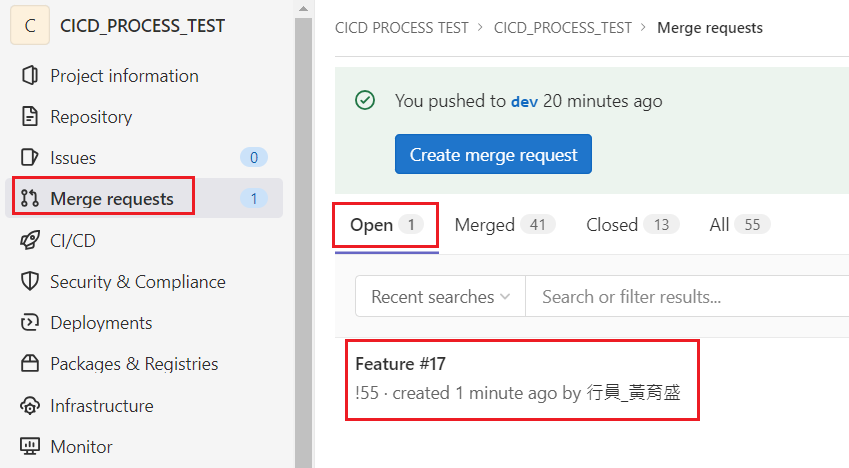 C CICD_PROCESS_TEST
Project information
Repository
Issues 0
Merge requests 1
CI/CD
Security & Compliance
Deployments
Packages & Registries
Infrastructure
Monitor
CICD PROCESS TEST › CICD_PROCESS_TEST › Merge requests
You pushed to dev 20 minutes ago
Create merge request
Open 1 Merged 41 Closed 13 All 55
Recent searches Search or filter results...
Feature #17
!55 · created 1 minute ago by 行員_黃育盛